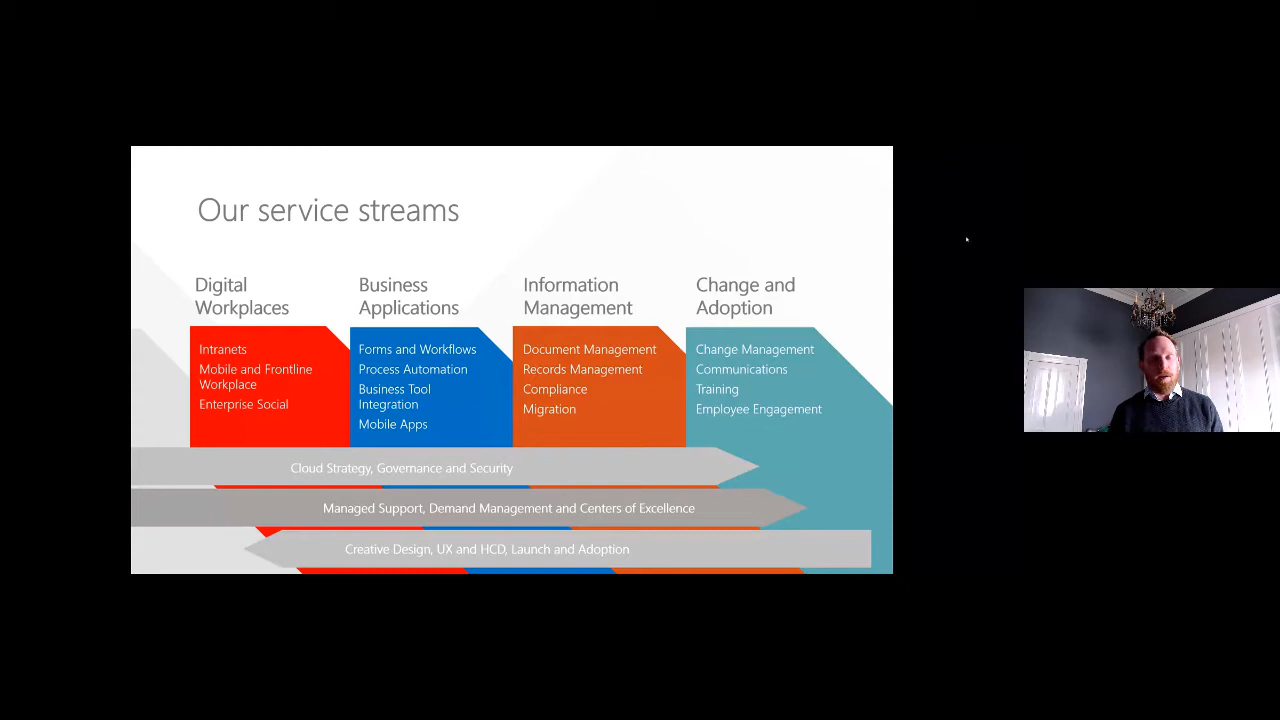 Our service streams
Digital
Workplaces
Intranets
Mobile and Frontline
Workplace
Enterprise Social
Business
Applications
Forms and Workflows
Process Automation
Business Tool
Integration
Mobile Apps
Information
Management
Document Management
Records Management
Compliance
Migration
Change and
Adoption
Change Management
Communications
Training
Employee Engagement
Cloud Strategy, Governance and Security
Managed Support, Demand Management and Centers of Excellence
Creative Design, UX and HCD, Launch and Adoption